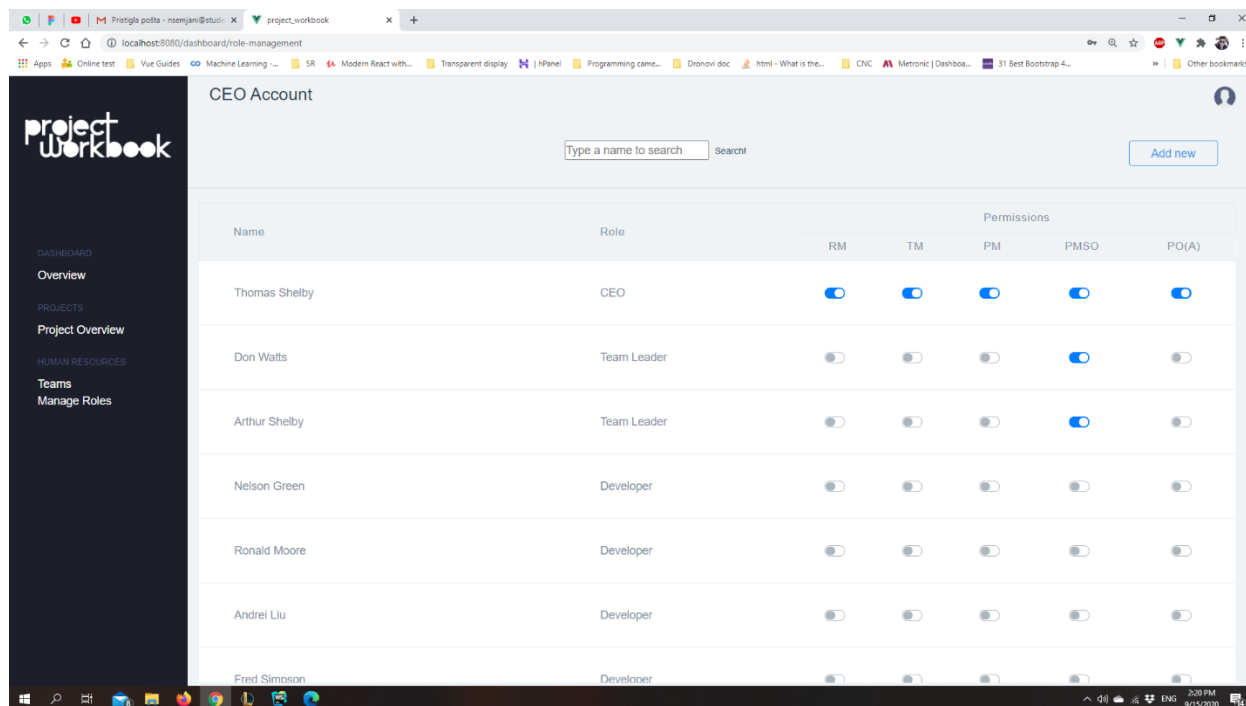 Pristigla pošta - nsemjani@stude
project_workbook
localhost:8080/dashboard/role-management
Apps Online test Vue Guides Machine Learning -... SR Modern React with... Transparent display | hPanel Programming came... Dronovi doc html - What is the... CNC Metronic | Dashboa... 31 Best Bootstrap 4... » Other bookmarks
CEO Account
project
workbook
Type a name to search Search!
Add new
DASHBOARD
Overview
PROJECTS
Project Overview
HUMAN RESOURCES
Teams
Manage Roles
Permissions
Name Role
RM TM PM PMSO PO(A)
Thomas Shelby CEO
Don Watts Team Leader
Arthur Shelby Team Leader
Nelson Green Developer
Ronald Moore Developer
Andrei Liu Developer
Fred Simpson Developer
ENG 2:20 PM
9/15/2020